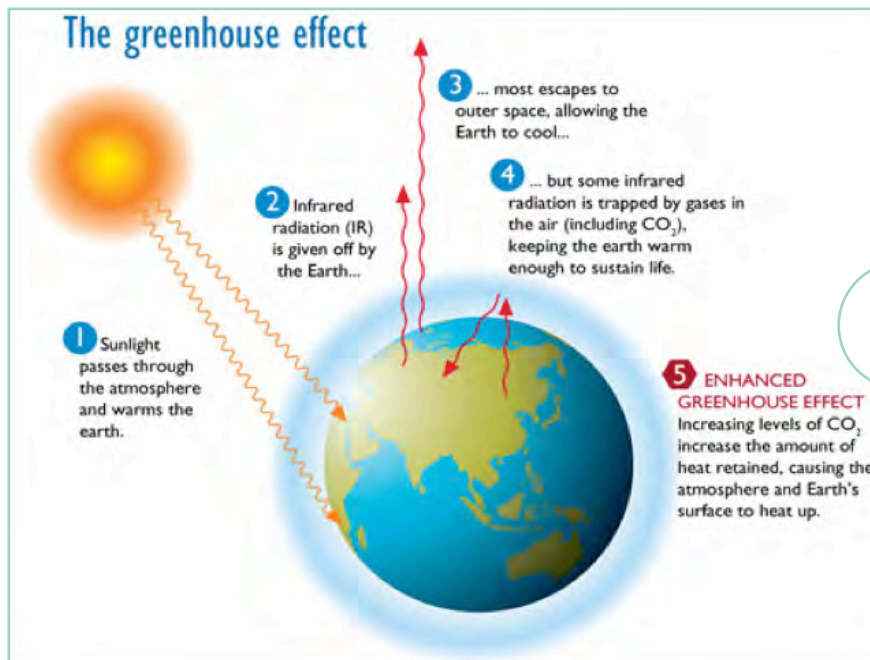 The greenhouse effect
1 Sunlight
passes through
the atmosphere
and warms the
earth.
2 Infrared
radiation (IR)
is given off by
the Earth...
3 ... most escapes to
outer space, allowing the
Earth to cool...
4 ... but some infrared
radiation is trapped by gases in
the air (including CO₂),
keeping the earth warm
enough to sustain life.
5 ENHANCED
GREENHOUSE EFFECT
Increasing levels of CO₂
increase the amount of
heat retained, causing the
atmosphere and Earth's
surface to heat up.